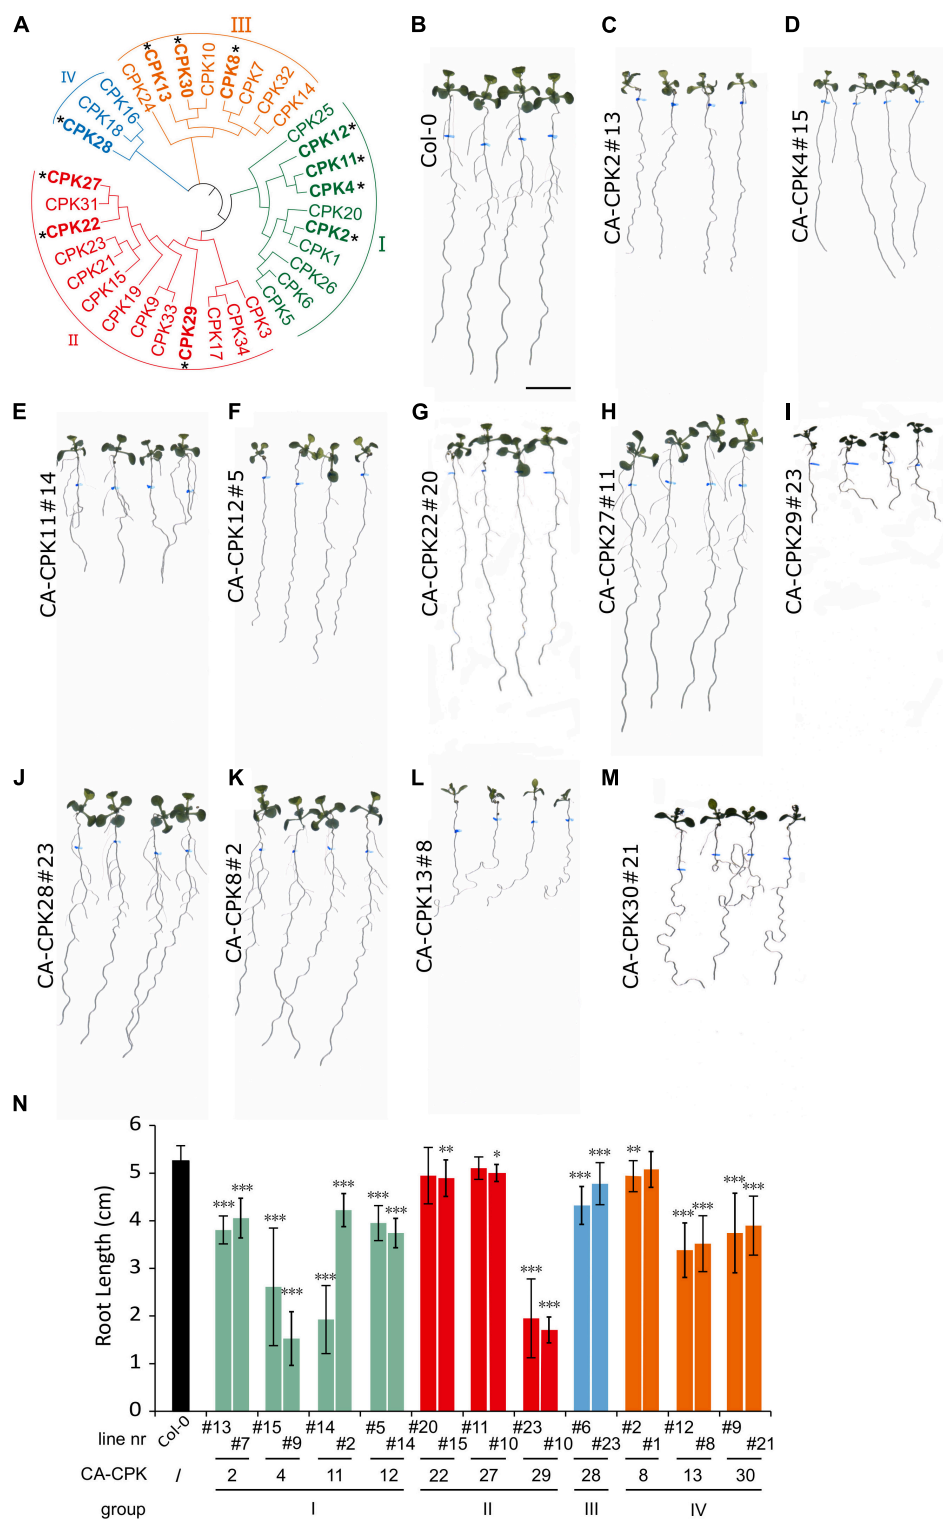 A
III
IV
I
II
CPK24
*CPK13
*CPK30
CPK10
CPK8*
CPK7
CPK32
CPK14
CPK16
CPK18
*CPK28
CPK25
CPK12*
CPK11*
CPK4*
CPK20
CPK2*
CPK1
CPK26
CPK6
CPK5
*CPK27
CPK31
*CPK22
CPK23
CPK21
CPK15
CPK19
CPK9
CPK33
*CPK29
CPK17
CPK34
CPK3
B
Col-0
C
CA-CPK2#13
D
CA-CPK4#15
E
CA-CPK11#14
F
CA-CPK12#5
G
CA-CPK22#20
H
CA-CPK27#11
I
CA-CPK29#23
J
CA-CPK28#23
K
CA-CPK8#2
L
CA-CPK13#8
M
CA-CPK30#21
N
Root Length (cm)
6
5
4
3
2
1
0
*** *** *** *** *** *** *** *** ** * *** *** *** *** ** *** *** *** ***
line nr Col-0 #13 #7 #15 #9 #14 #2 #5 #14 #20 #15 #11 #10 #23 #10 #6 #23 #2 #1 #12 #8 #9 #21
CA-CPK / 2 4 11 12 22 27 29 28 8 13 30
group I II III IV